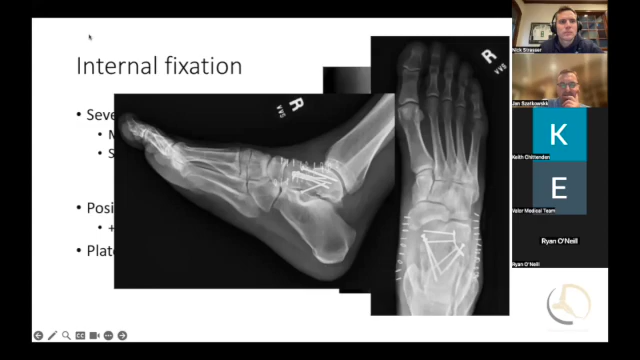 Internal fixation
• Seve
• M
• S
• Posi
• +
• Plate
R
VVS
R
VVS
Nick Strasser
Jan Szatkowski
K
Keith Chittenden
E
Valor Medical Team
Ryan O'Neill
Ryan O'Neill
CC